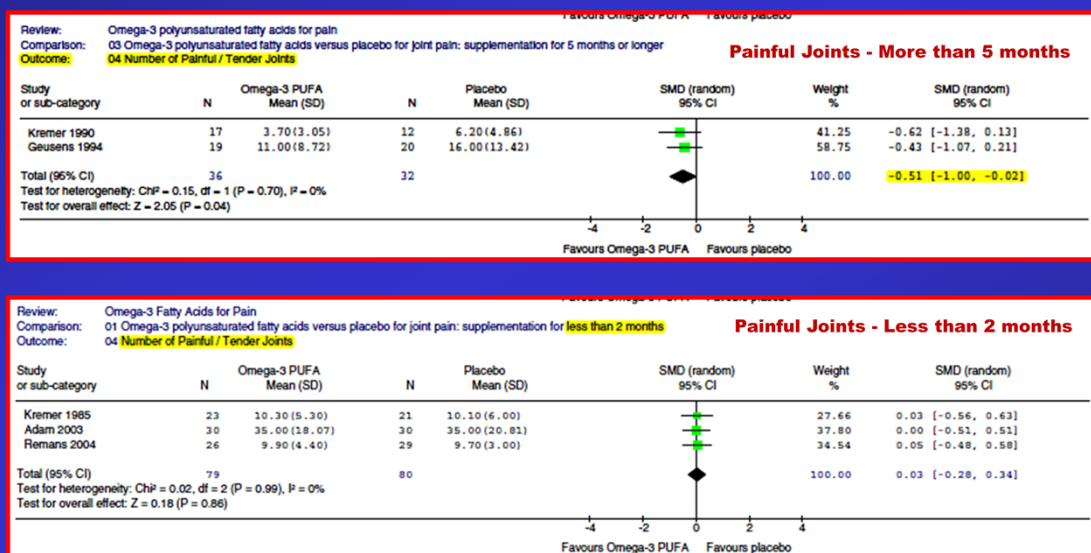 Favours Omega-3 PUFA Favours placebo
Review: Omega-3 polyunsaturated fatty acids for pain
Comparison: 03 Omega-3 polyunsaturated fatty acids versus placebo for joint pain: supplementation for 5 months or longer
Outcome: 04 Number of Painful / Tender Joints
Painful Joints - More than 5 months
Study Omega-3 PUFA Placebo SMD (random) Weight SMD (random)
or sub-category N Mean (SD) N Mean (SD) 95% CI % 95% CI
Kremer 1990 17 3.70(3.05) 12 6.20(4.86) 41.25 -0.62 [-1.38, 0.13]
Geusens 1994 19 11.00(8.72) 20 16.00(13.42) 58.75 -0.43 [-1.07, 0.21]
Total (95% CI) 36 32 100.00 -0.51 [-1.00, -0.02]
Test for heterogeneity: Chi² = 0.15, df = 1 (P = 0.70), I² = 0%
Test for overall effect: Z = 2.05 (P = 0.04)
-4 -2 0 2 4
Favours Omega-3 PUFA Favours placebo
Review: Omega-3 Fatty Acids for Pain
Comparison: 01 Omega-3 polyunsaturated fatty acids versus placebo for joint pain: supplementation for less than 2 months
Outcome: 04 Number of Painful / Tender Joints
Painful Joints - Less than 2 months
Study Omega-3 PUFA Placebo SMD (random) Weight SMD (random)
or sub-category N Mean (SD) N Mean (SD) 95% CI % 95% CI
Kremer 1985 23 10.30(5.30) 21 10.10(6.00) 27.66 0.03 [-0.56, 0.63]
Adam 2003 30 35.00(18.07) 30 35.00(20.81) 37.80 0.00 [-0.51, 0.51]
Remans 2004 26 9.90(4.40) 29 9.70(3.00) 34.54 0.05 [-0.48, 0.58]
Total (95% CI) 79 80 100.00 0.03 [-0.28, 0.34]
Test for heterogeneity: Chi² = 0.02, df = 2 (P = 0.99), I² = 0%
Test for overall effect: Z = 0.18 (P = 0.86)
-4 -2 0 2 4
Favours Omega-3 PUFA Favours placebo